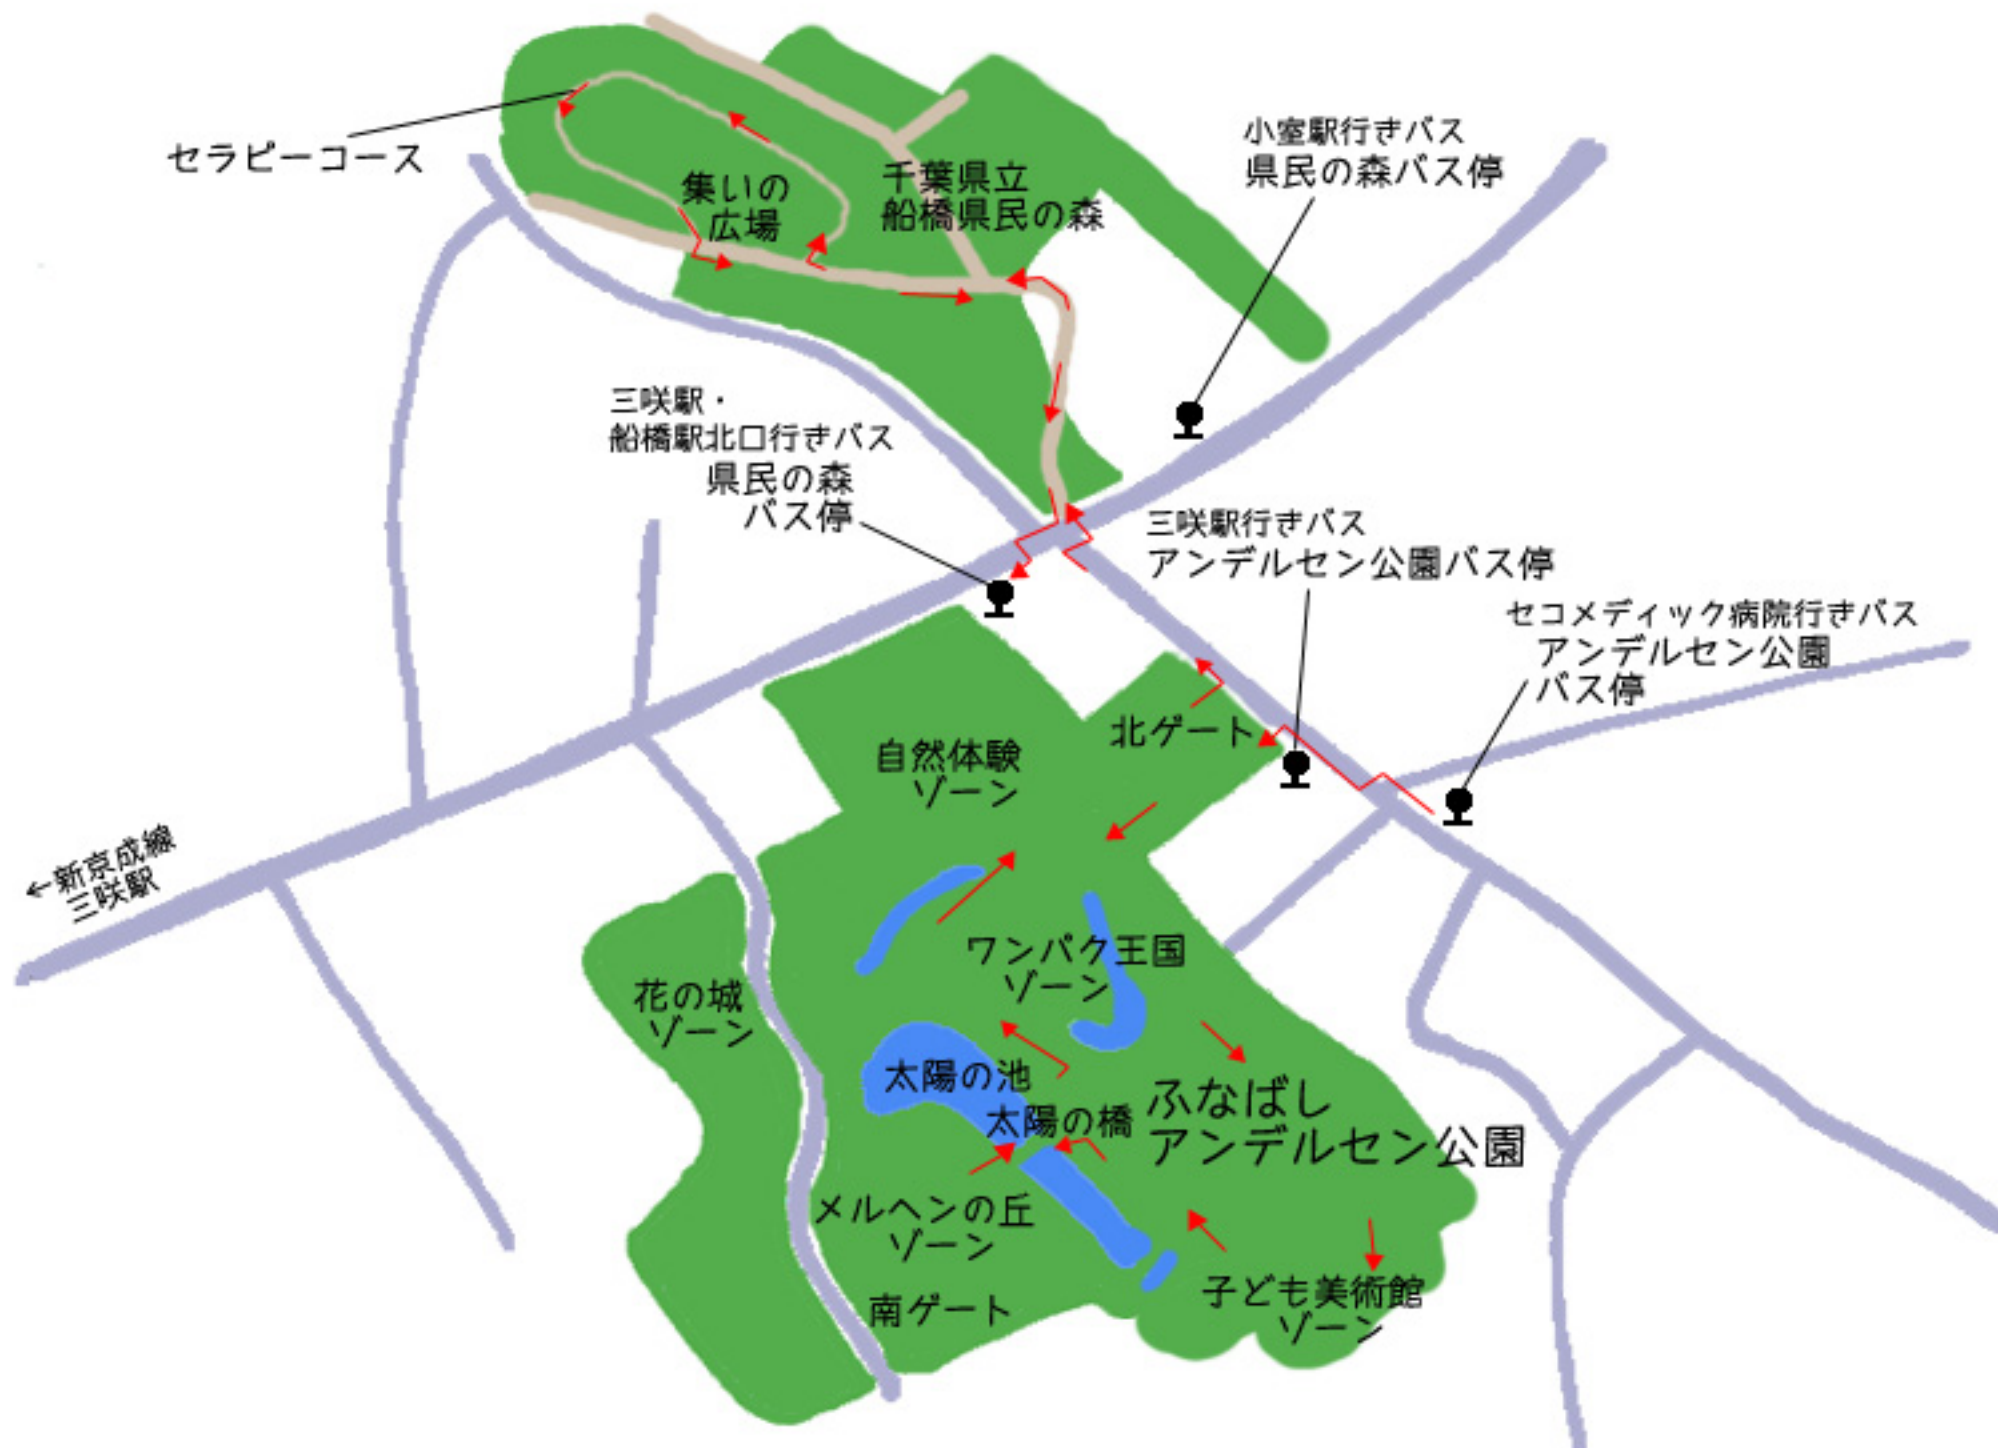 セラピーコース
集いの
広場
千葉県立
船橋県民の森
小室駅行きバス
県民の森バス停
三咲駅・
船橋駅北口行きバス
県民の森
バス停
三咲駅行きバス
アンデルセン公園バス停
セコメディック病院行きバス
アンデルセン公園
バス停
北ゲート
自然体験
ゾーン
←新京成線
三咲駅
ワンパク王国
ゾーン
花の城
ゾーン
太陽の池
太陽の橋
ふなばし
アンデルセン公園
メルヘンの丘
ゾーン
南ゲート
子ども美術館
ゾーン